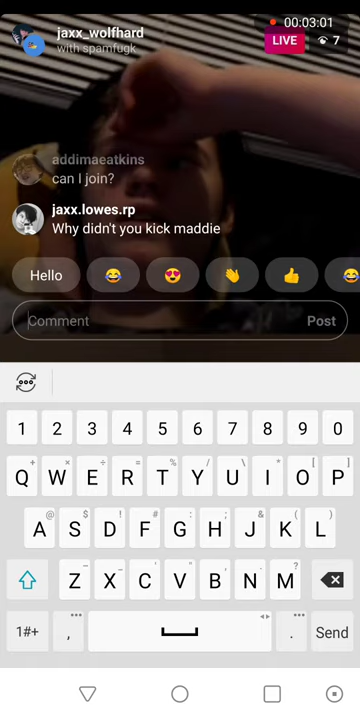 00:03:01
jaxx_wolfhard
with spamfugk
LIVE 7
addimaeatkins
can I join?
jaxx.lowes.rp
Why didn't you kick maddie
Hello
Comment Post
1 2 3 4 5 6 7 8 9 0
+ × ÷ = % / \ < > [ ]
Q W E R T Y U I O P
@ $ ! # ^ ; & * ( )
A S D F G H J K L
Z X C V B N M ?
1#+ , . Send